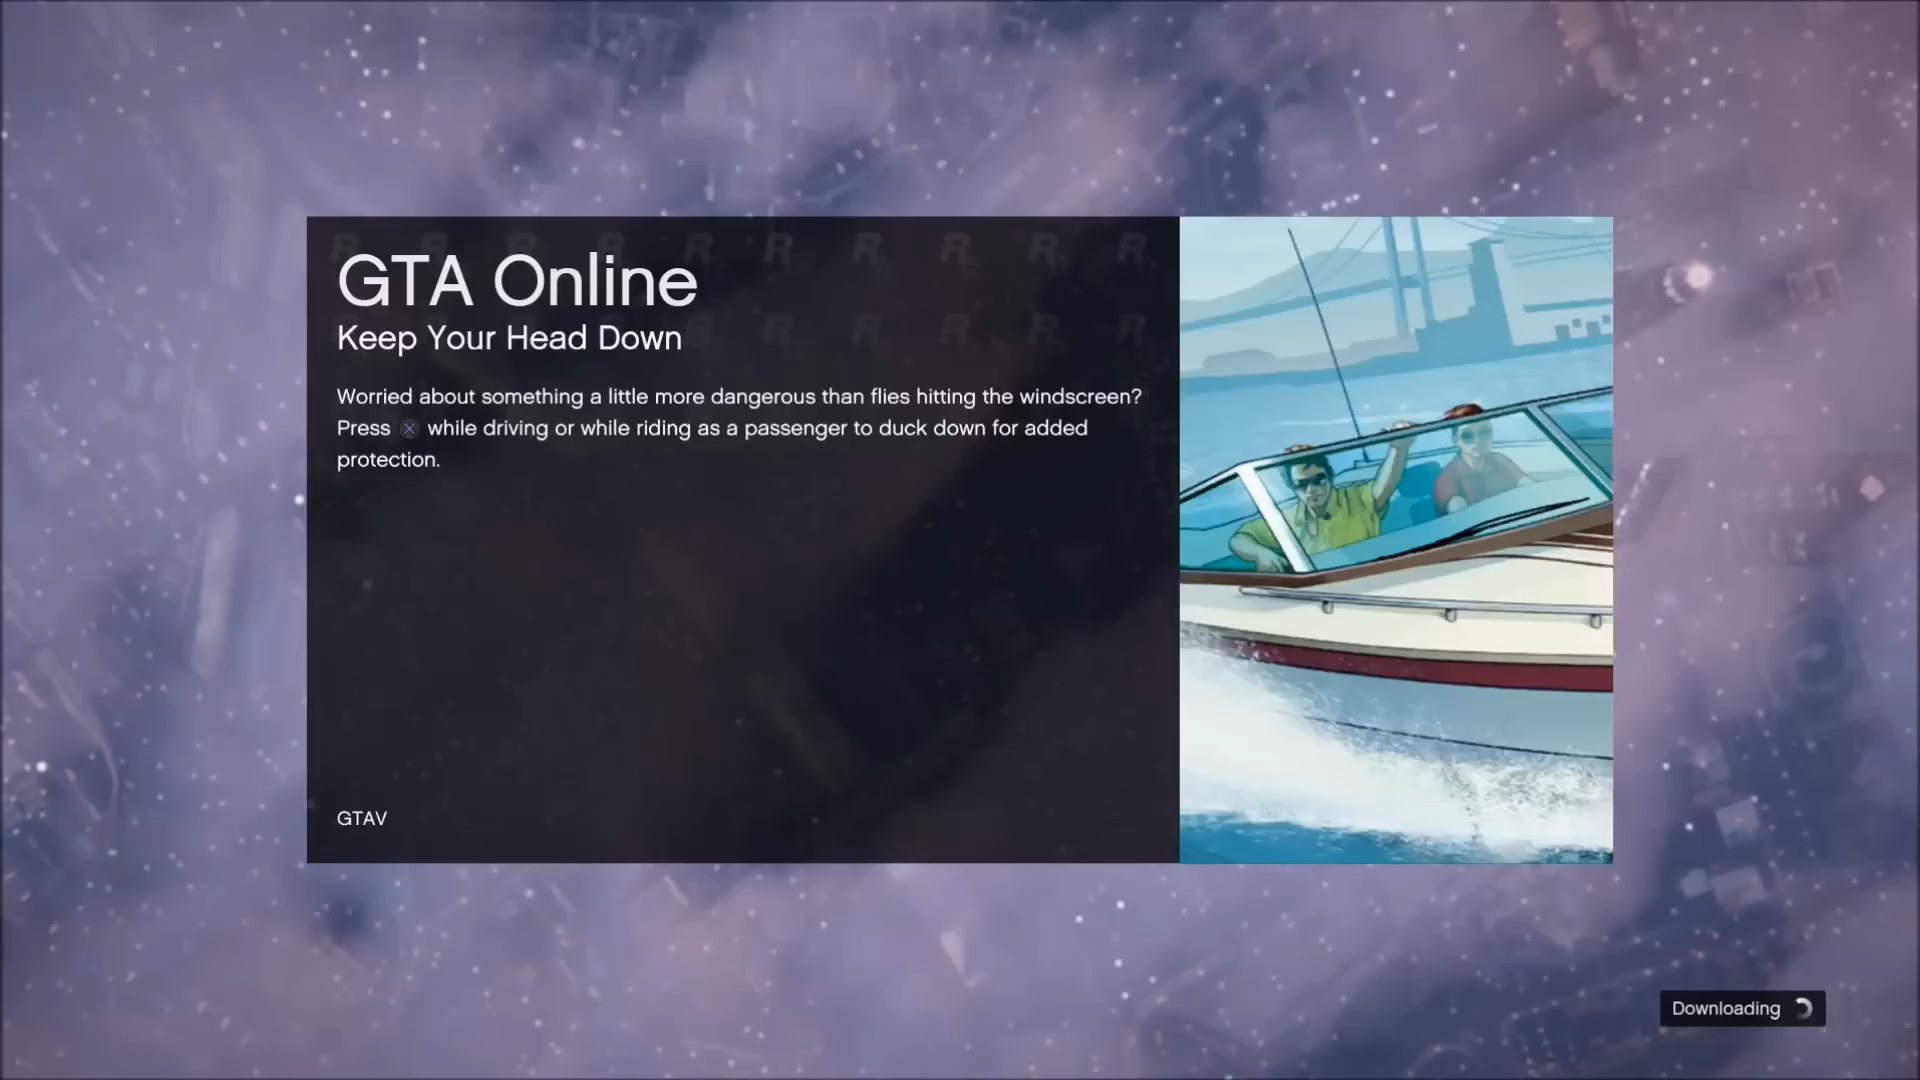 GTA Online
Keep Your Head Down
Worried about something a little more dangerous than flies hitting the windscreen?
Press ⓧ while driving or while riding as a passenger to duck down for added
protection.
GTAV
Downloading